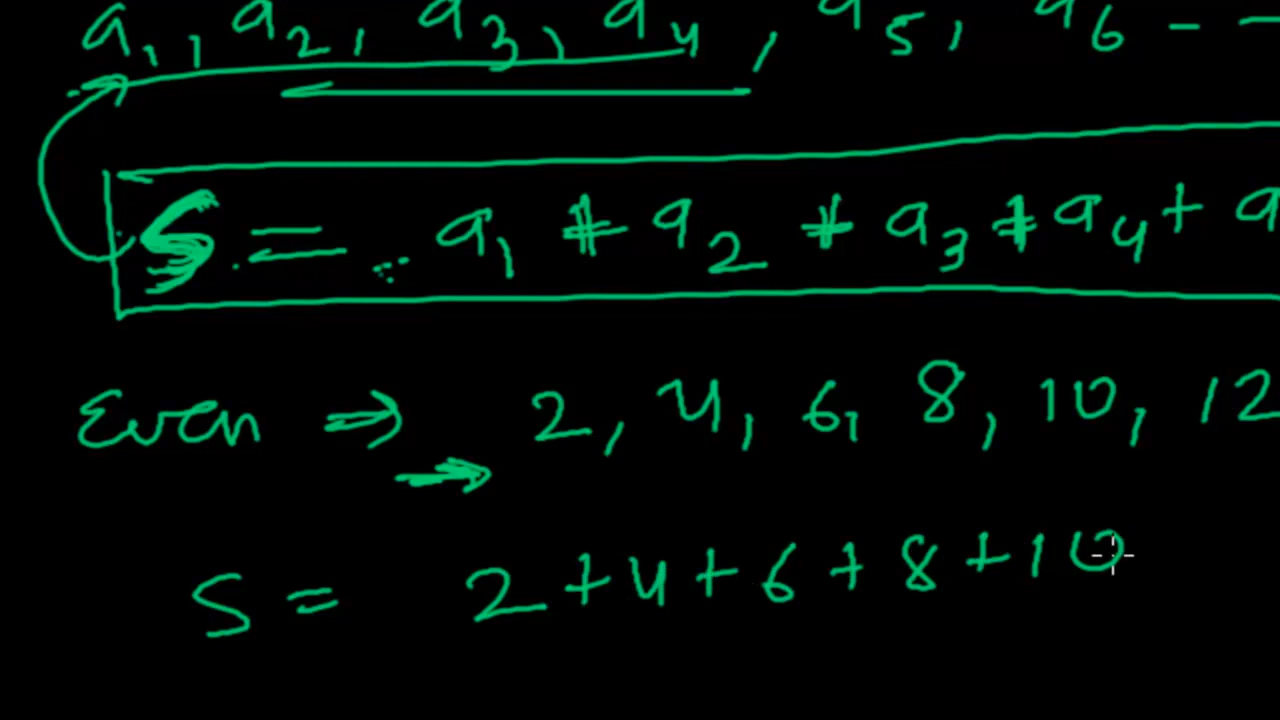 a₁, a₂, a₃, a₄, a₅, a₆ - -
S = a₁ + a₂ + a₃ + a₄ + a
Even ⇒ 2, 4, 6, 8, 10, 12
S = 2 + 4 + 6 + 8 + 10